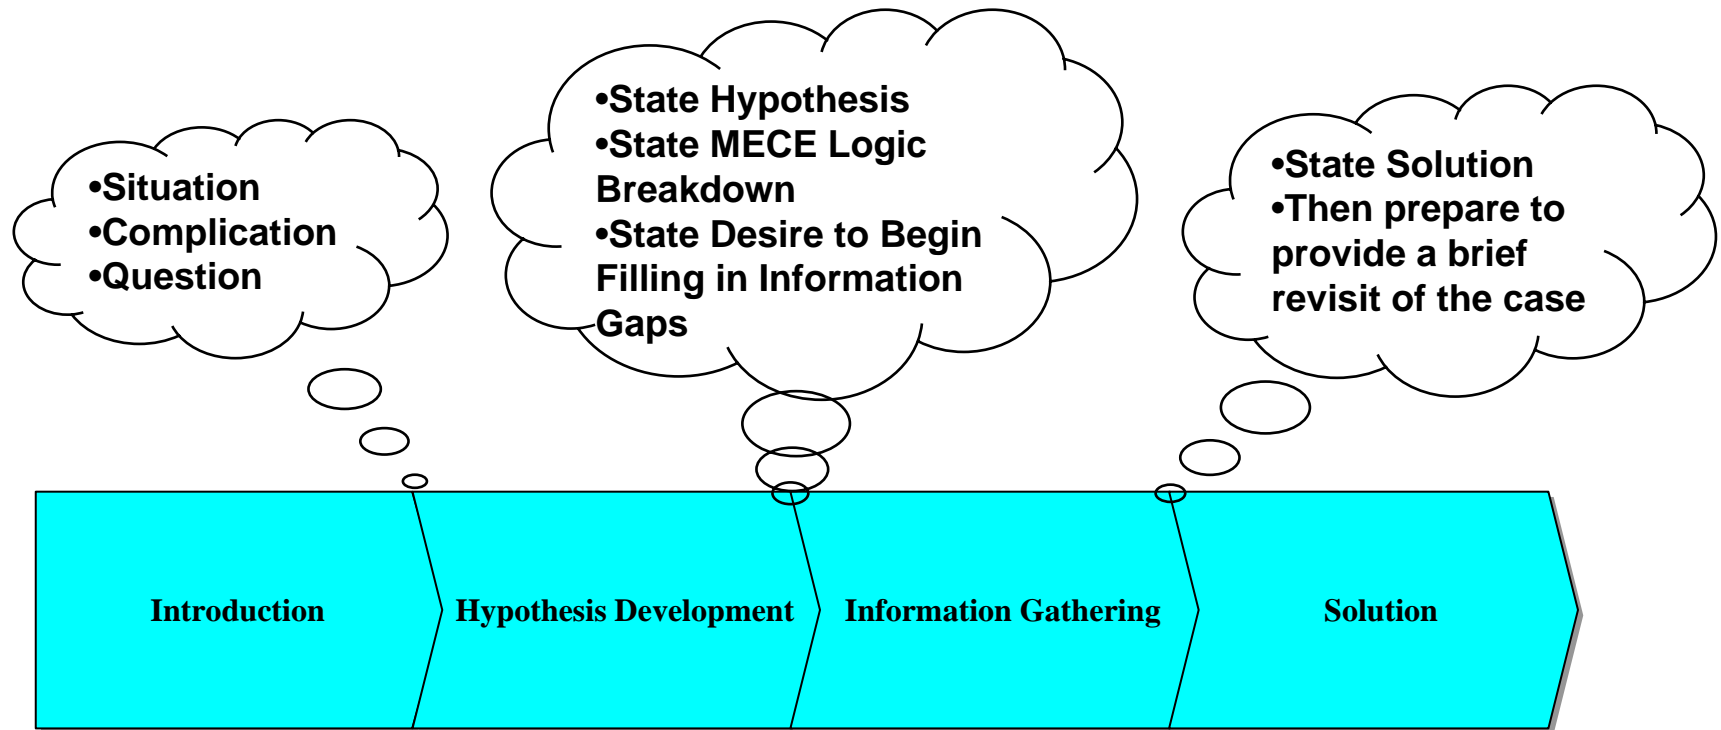 •Situation
•Complication
•Question
•State Hypothesis
•State MECE Logic
Breakdown
•State Desire to Begin
Filling in Information
Gaps
•State Solution
•Then prepare to
provide a brief
revisit of the case
Introduction
Hypothesis Development
Information Gathering
Solution